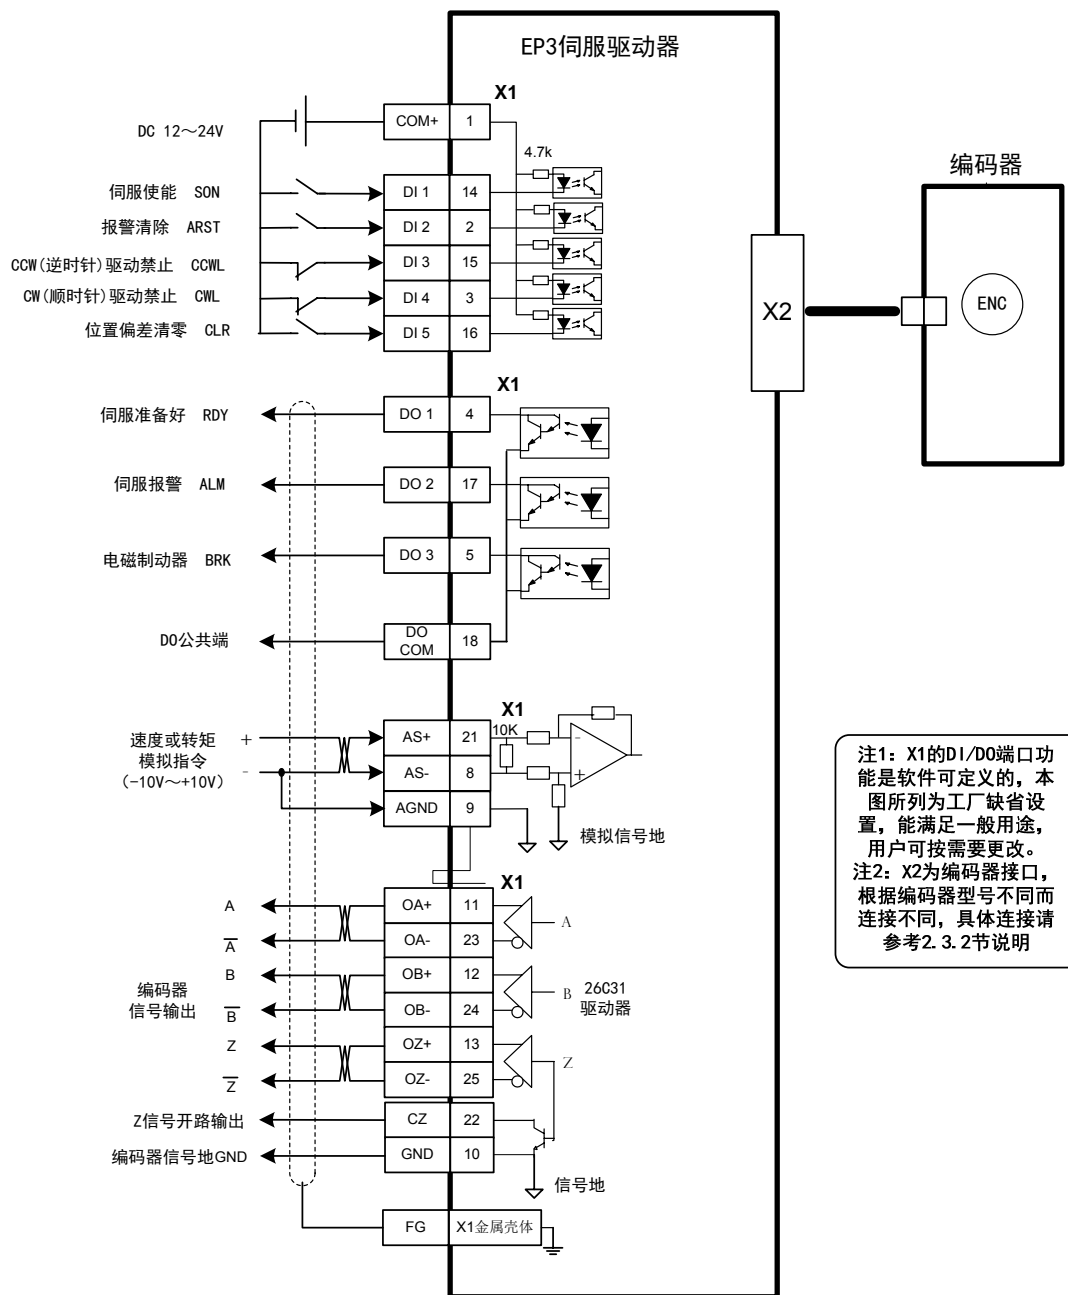 EP3伺服驱动器
X1
DC 12～24V
COM+ 1
4.7k
伺服使能 SON DI 1 14
报警清除 ARST DI 2 2
CCW(逆时针)驱动禁止 CCWL DI 3 15
CW(顺时针)驱动禁止 CWL DI 4 3
位置偏差清零 CLR DI 5 16
X2
编码器
ENC
X1
伺服准备好 RDY DO 1 4
伺服报警 ALM DO 2 17
电磁制动器 BRK DO 3 5
DO公共端 DO COM 18
X1
速度或转矩
模拟指令
(-10V～+10V)
+ AS+ 21
10K
- +
- AS- 8
AGND 9
模拟信号地
X1
A OA+ 11 A
A̅ OA- 23
编码器
信号输出
B OB+ 12 B
B̅ OB- 24
26C31
驱动器
Z OZ+ 13 Z
Z̅ OZ- 25
Z信号开路输出 CZ 22
编码器信号地GND GND 10
信号地
FG X1金属壳体
注1：X1的DI/DO端口功
能是软件可定义的，本
图所列为工厂缺省设
置，能满足一般用途，
用户可按需要更改。
注2：X2为编码器接口，
根据编码器型号不同而
连接不同，具体连接请
参考2.3.2节说明